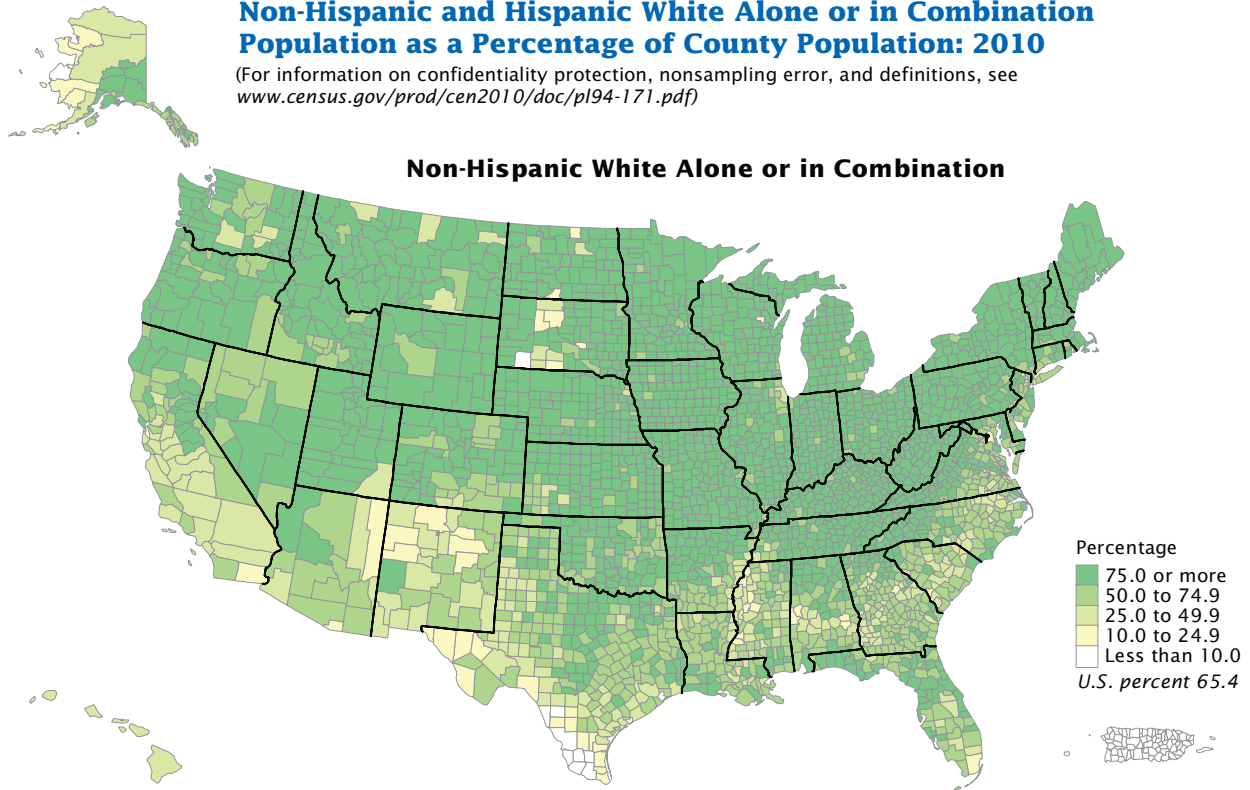 Non-Hispanic and Hispanic White Alone or in Combination
Population as a Percentage of County Population: 2010
(For information on confidentiality protection, nonsampling error, and definitions, see
www.census.gov/prod/cen2010/doc/pl94-171.pdf)
Non-Hispanic White Alone or in Combination
Percentage
75.0 or more
50.0 to 74.9
25.0 to 49.9
10.0 to 24.9
Less than 10.0
U.S. percent 65.4